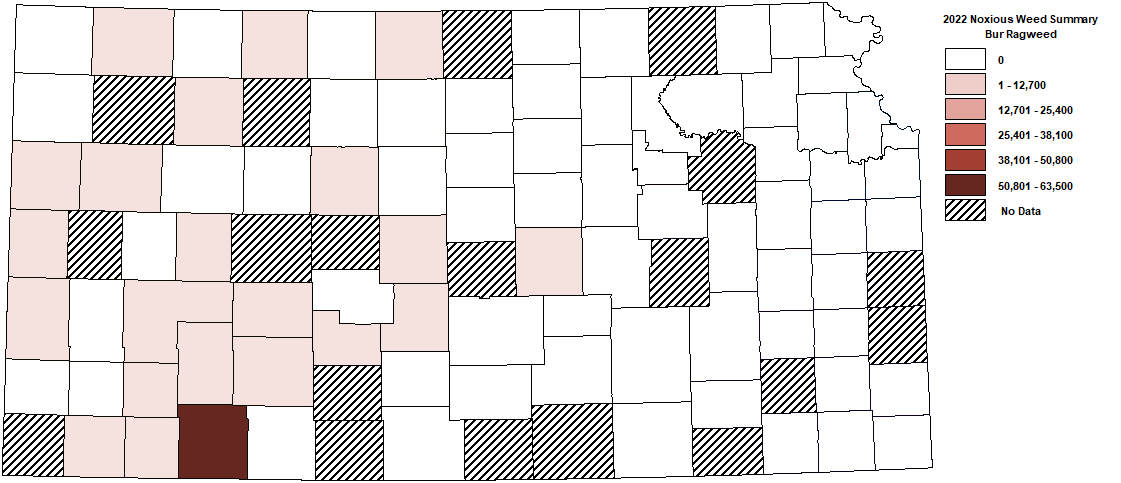 2022 Noxious Weed Summary
Bur Ragweed
0
1 - 12,700
12,701 - 25,400
25,401 - 38,100
38,101 - 50,800
50,801 - 63,500
No Data